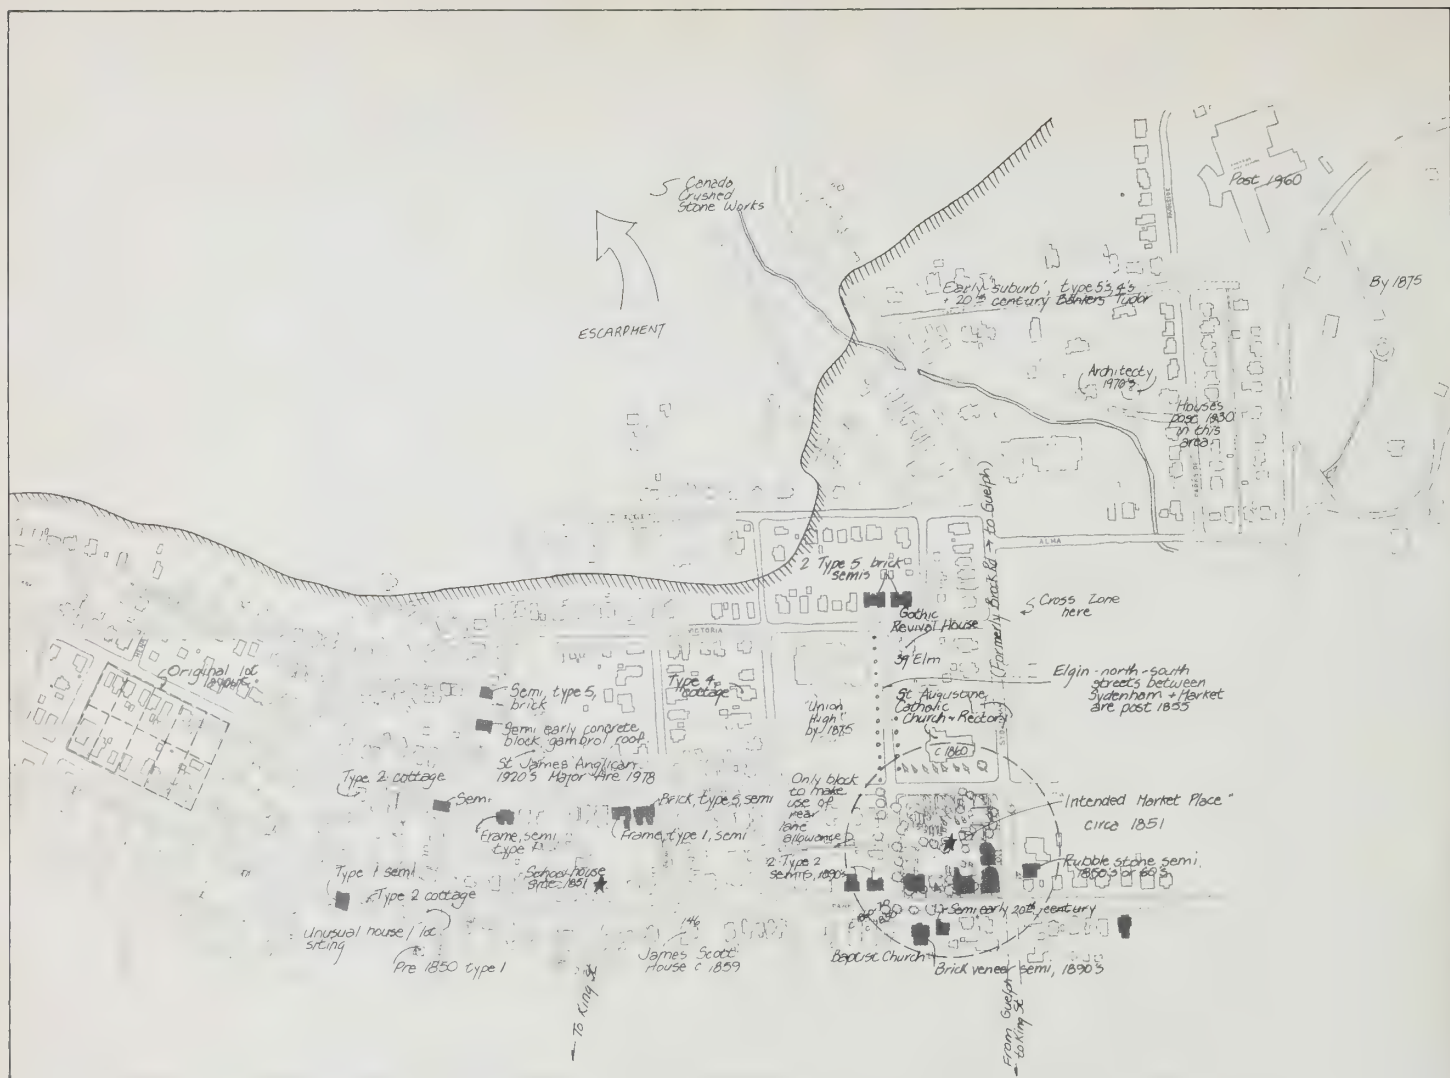 Canada
Crushed
Stone Works
Post 1960
ESCARPMENT
Early 'suburb', type 5's, 4's
+ 20th century Bankers Tudor
By 1875
Architects
1970's
Houses
post 1930
in this
area
(Formerly Brock Rd → to Guelph)
ALMA
2 Type 5 brick
semis
Cross Zone
here
Gothic
Revival House
VICTORIA
39 Elm
Original lot
Type 4
cottage
Elgin - north-south
streets between
Sydenham + Market
are post 1855
Semi, type 5,
brick
St Augustine
Catholic
Church + Rectory
"Union
High"
by 1875
Semi early concrete
block, gambrol roof
c 1860
St James Anglican
1920's Major Fire 1978
Type 2 cottage
Only block
to make
use of
rear
lane
allowance
Semi
Brick, type 5, semi
"Intended Market Place"
circa 1851
Frame, semi
type 2
Frame, type 1, semi
2 Type 2
semis, 1890's
Rubble stone semi
1850's or 60's
Type 1 semi
School house
site 1851
Type 2 cottage
Semi early 20th century
Unusual house / lot
siting
146
James Scott
House c 1859
Pre 1850 type 1
Baptist Church
Brick veneer semi, 1890's
← To King St
← From Guelph
to King St